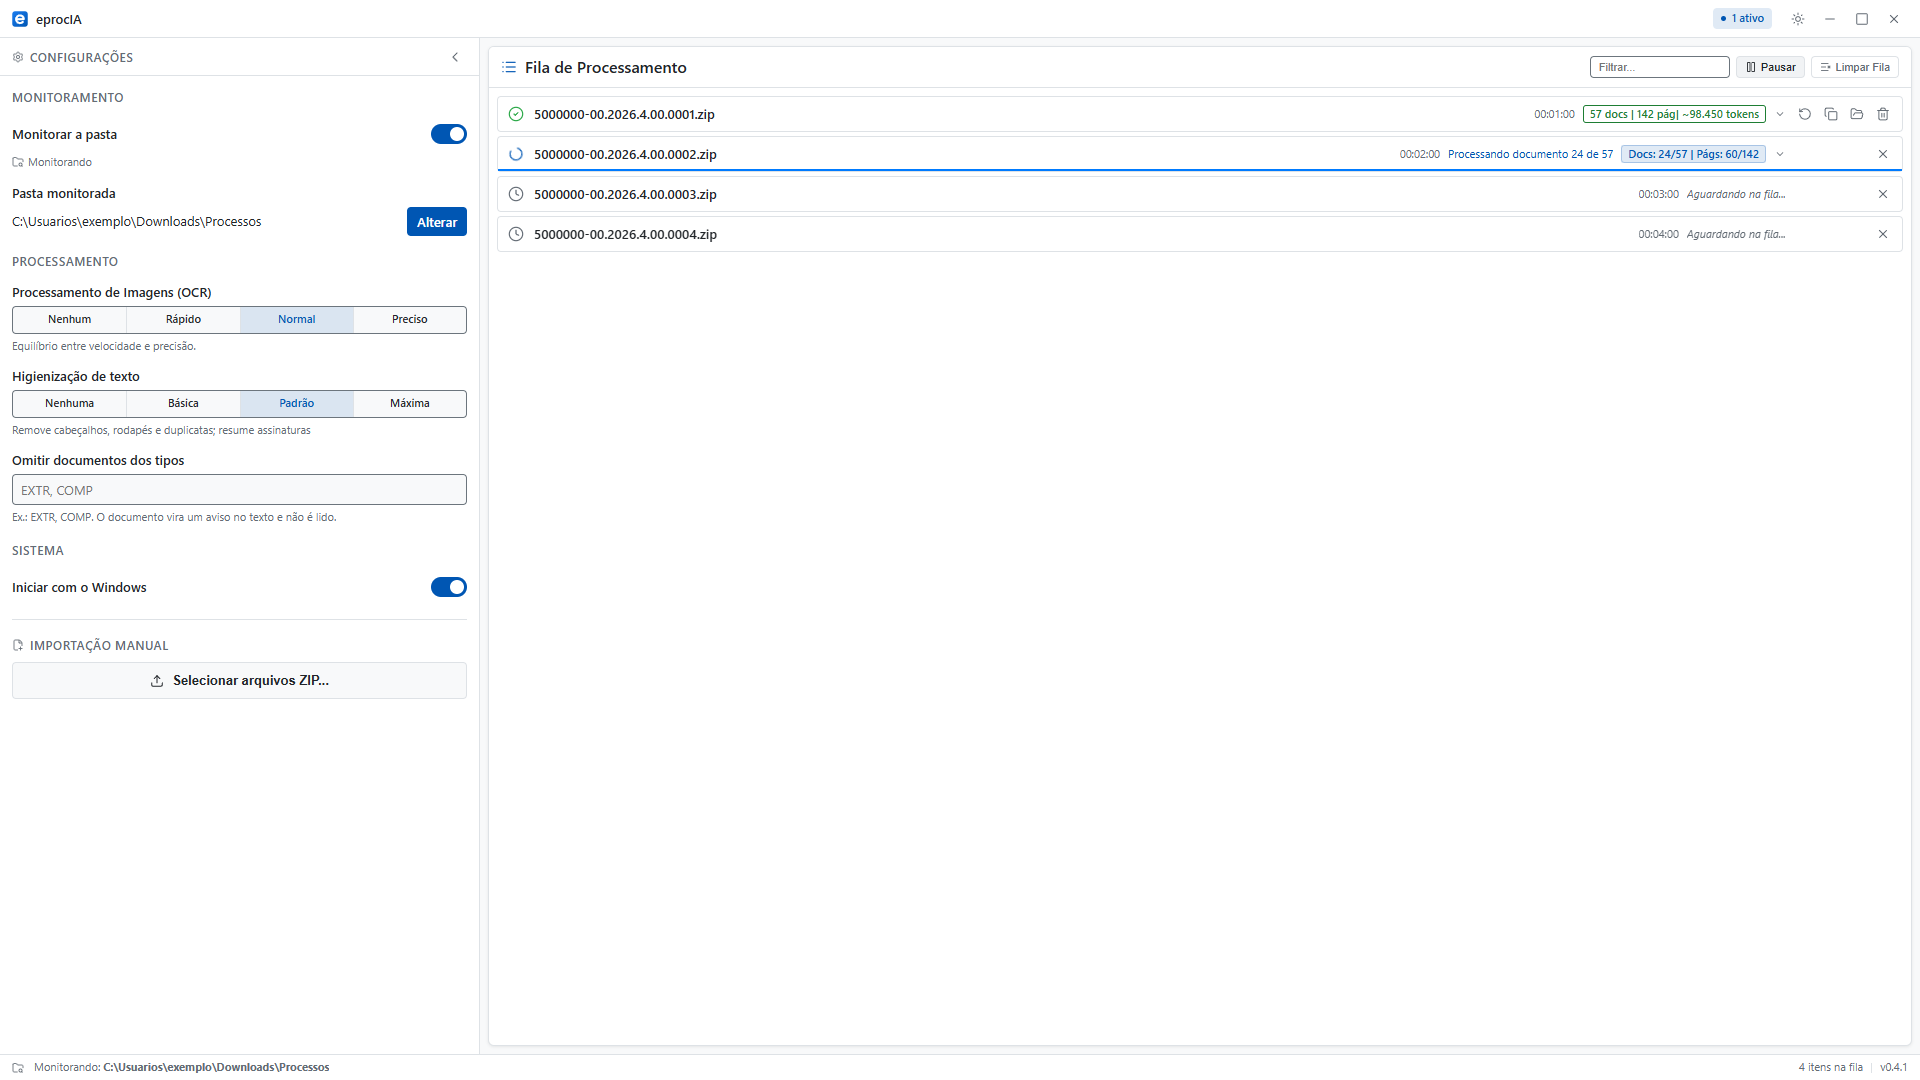 eprocIA
1 ativo
CONFIGURAÇÕES
MONITORAMENTO
Monitorar a pasta
Monitorando
Pasta monitorada
C:\Usuarios\exemplo\Downloads\Processos
Alterar
PROCESSAMENTO
Processamento de Imagens (OCR)
Nenhum Rápido Normal Preciso
Equilíbrio entre velocidade e precisão.
Higienização de texto
Nenhuma Básica Padrão Máxima
Remove cabeçalhos, rodapés e duplicatas; resume assinaturas
Omitir documentos dos tipos
EXTR, COMP
Ex.: EXTR, COMP. O documento vira um aviso no texto e não é lido.
SISTEMA
Iniciar com o Windows
IMPORTAÇÃO MANUAL
Selecionar arquivos ZIP...
Fila de Processamento
Filtrar...
Pausar
Limpar Fila
5000000-00.2026.4.00.0001.zip 00:01:00 57 docs | 142 pág| ~98.450 tokens
5000000-00.2026.4.00.0002.zip 00:02:00 Processando documento 24 de 57 Docs: 24/57 | Págs: 60/142
5000000-00.2026.4.00.0003.zip 00:03:00 Aguardando na fila...
5000000-00.2026.4.00.0004.zip 00:04:00 Aguardando na fila...
Monitorando: C:\Usuarios\exemplo\Downloads\Processos
4 itens na fila
v0.4.1